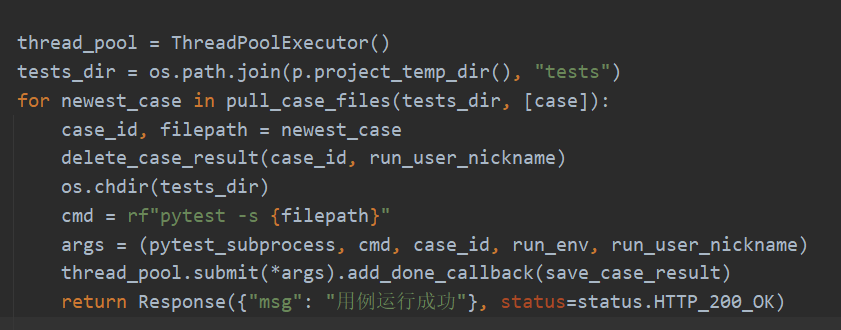 thread_pool = ThreadPoolExecutor()
tests_dir = os.path.join(p.project_temp_dir(), "tests")
for newest_case in pull_case_files(tests_dir, [case]):
    case_id, filepath = newest_case
    delete_case_result(case_id, run_user_nickname)
    os.chdir(tests_dir)
    cmd = rf"pytest -s {filepath}"
    args = (pytest_subprocess, cmd, case_id, run_env, run_user_nickname)
    thread_pool.submit(*args).add_done_callback(save_case_result)
    return Response({"msg": "用例运行成功"}, status=status.HTTP_200_OK)